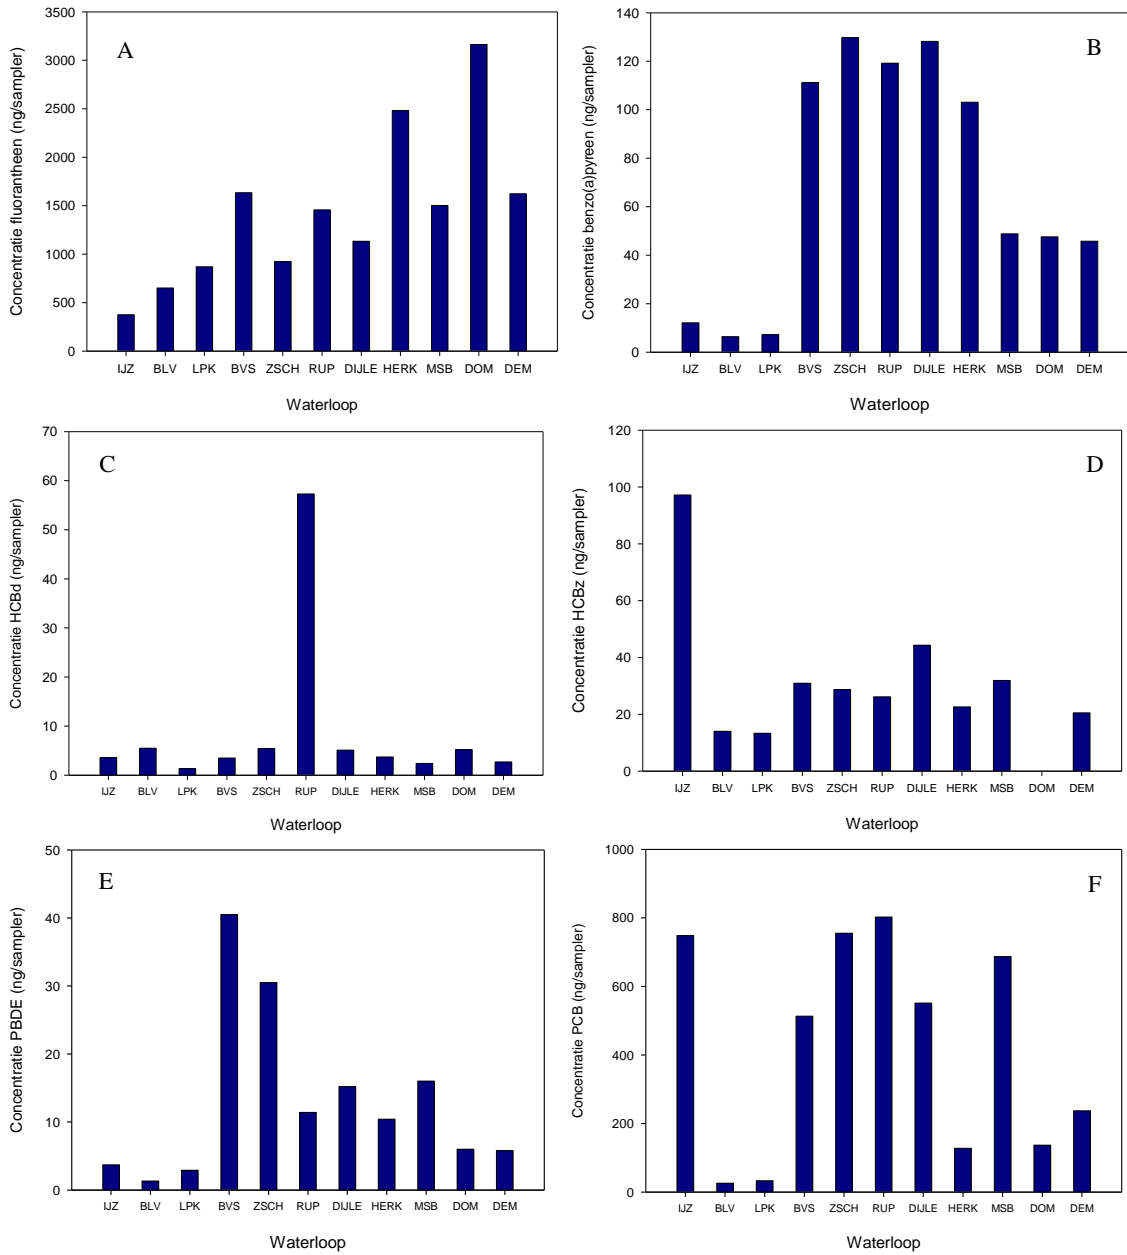 A
Concentratie fluorantheen (ng/sampler)
3500
3000
2500
2000
1500
1000
500
0
IJZ BLV LPK BVS ZSCH RUP DIJLE HERK MSB DOM DEM
Waterloop
B
Concentratie benzo(a)pyreen (ng/sampler)
140
120
100
80
60
40
20
0
IJZ BLV LPK BVS ZSCH RUP DIJLE HERK MSB DOM DEM
Waterloop
C
Concentratie HCBd (ng/sampler)
70
60
50
40
30
20
10
0
IJZ BLV LPK BVS ZSCH RUP DIJLE HERK MSB DOM DEM
Waterloop
D
Concentratie HCBz (ng/sampler)
120
100
80
60
40
20
0
IJZ BLV LPK BVS ZSCH RUP DIJLE HERK MSB DOM DEM
Waterloop
E
Concentratie PBDE (ng/sampler)
50
40
30
20
10
0
IJZ BLV LPK BVS ZSCH RUP DIJLE HERK MSB DOM DEM
Waterloop
F
Concentratie PCB (ng/sampler)
1000
800
600
400
200
0
IJZ BLV LPK BVS ZSCH RUP DIJLE HERK MSB DOM DEM
Waterloop